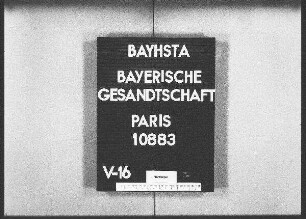 BAYHSTA
BAYERISCHE
GESANDTSCHAFT
PARIS
10883
V-16